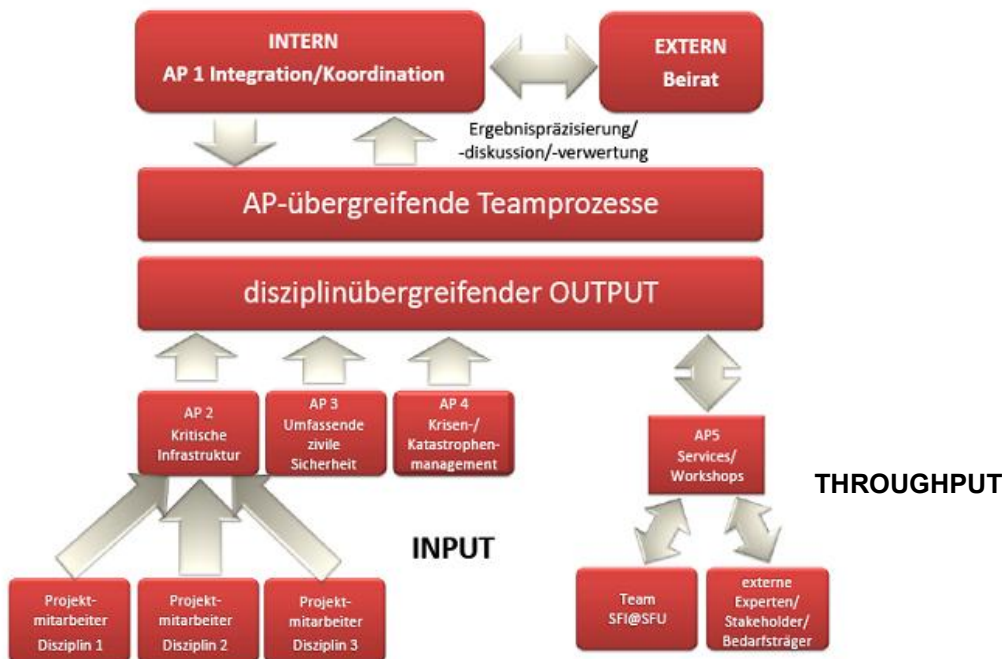 INTERN
AP 1 Integration/Koordination
EXTERN
Beirat
Ergebnispräzisierung/
-diskussion/-verwertung
AP-übergreifende Teamprozesse
disziplinübergreifender OUTPUT
AP 2
Kritische
Infrastruktur
AP 3
Umfassende
zivile
Sicherheit
AP 4
Krisen-/
Katastrophen-
management
AP5
Services/
Workshops
THROUGHPUT
INPUT
Projekt-
mitarbeiter
Disziplin 1
Projekt-
mitarbeiter
Disziplin 2
Projekt-
mitarbeiter
Disziplin 3
Team
SFI@SFU
externe
Experten/
Stakeholder/
Bedarfsträger